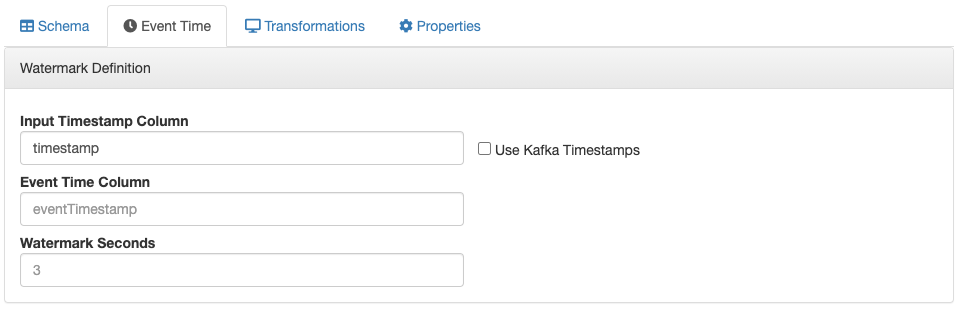 Schema Event Time Transformations Properties
Watermark Definition
Input Timestamp Column
timestamp Use Kafka Timestamps
Event Time Column
eventTimestamp
Watermark Seconds
3